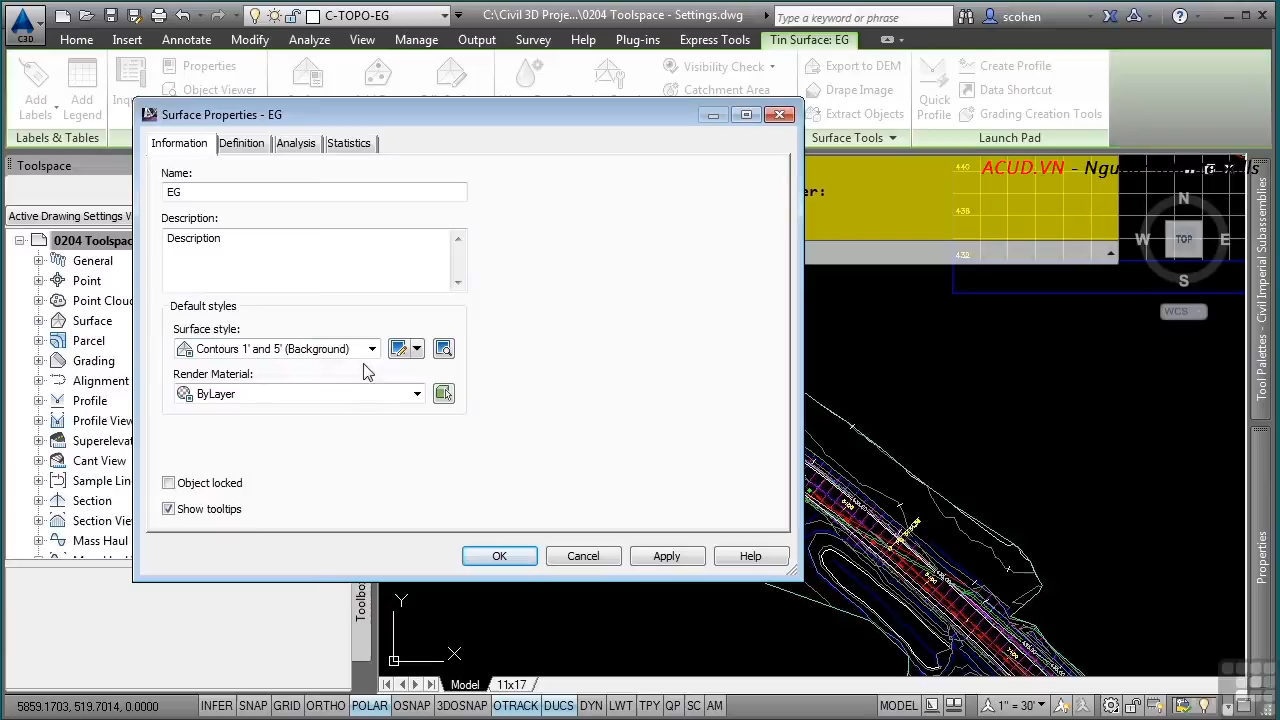 C-TOPO-EG
C:\Civil 3D Proje...\0204 Toolspace - Settings.dwg
Type a keyword or phrase
scohen
C3D
Home Insert Annotate Modify Analyze View Manage Output Survey Help Plug-ins Express Tools Tin Surface: EG
Properties
Object Viewer
Add Labels
Add Legend
Visibility Check
Catchment Area
Export to DEM
Drape Image
Extract Objects
Quick Profile
Create Profile
Data Shortcut
Grading Creation Tools
Labels & Tables
Surface Tools
Launch Pad
Surface Properties - EG
Information Definition Analysis Statistics
Name:
EG
Description:
Description
Default styles
Surface style:
Contours 1' and 5' (Background)
Render Material:
ByLayer
Object locked
Show tooltips
OK Cancel Apply Help
Toolspace
Active Drawing Settings
0204 Toolspac
General
Point
Point Clou
Surface
Parcel
Grading
Alignment
Profile
Profile View
Superelevat
Cant View
Sample Lin
Section
Section View
Mass Haul
Toolbo
ACUD.VN
er:
440
436
432
N
W TOP E
S
WCS
Tool Palettes - Civil Imperial Subassemblies
Properties
Y
X
Model 11x17
5859.1703, 519.7014, 0.0000
INFER SNAP GRID ORTHO POLAR OSNAP 3DOSNAP OTRACK DUCS DYN LWT TPY QP SC AM
MODEL
1" = 30'